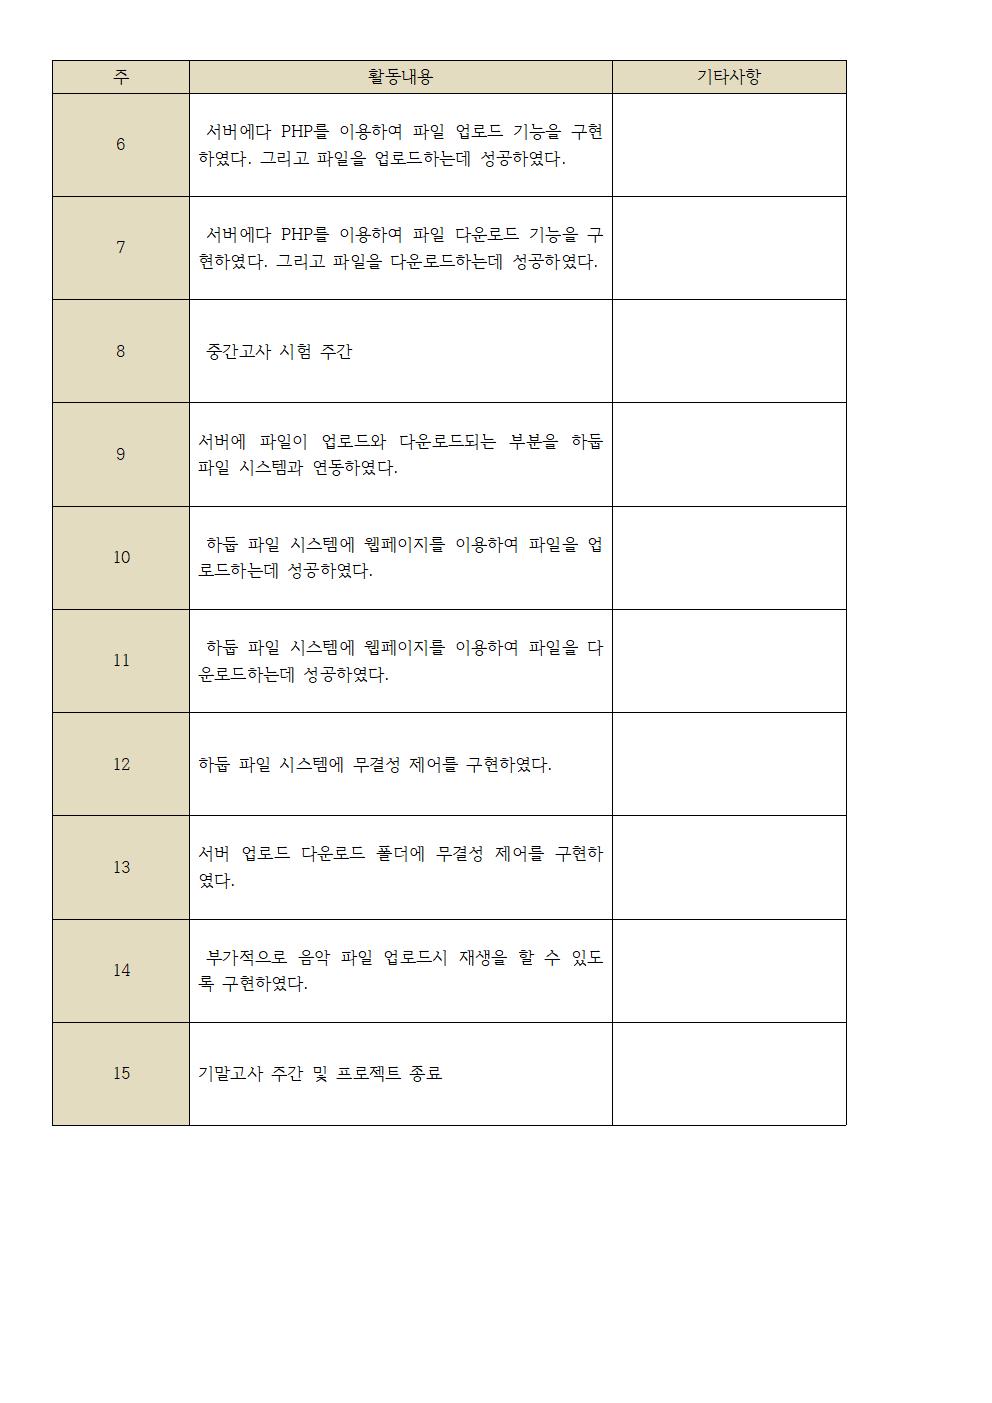 주 활동내용 기타사항
6 서버에다 PHP를 이용하여 파일 업로드 기능을 구현
하였다. 그리고 파일을 업로드하는데 성공하였다.
7 서버에다 PHP를 이용하여 파일 다운로드 기능을 구
현하였다. 그리고 파일을 다운로드하는데 성공하였다.
8 중간고사 시험 주간
9 서버에 파일이 업로드와 다운로드되는 부분을 하둡
파일 시스템과 연동하였다.
10 하둡 파일 시스템에 웹페이지를 이용하여 파일을 업
로드하는데 성공하였다.
11 하둡 파일 시스템에 웹페이지를 이용하여 파일을 다
운로드하는데 성공하였다.
12 하둡 파일 시스템에 무결성 제어를 구현하였다.
13 서버 업로드 다운로드 폴더에 무결성 제어를 구현하
였다.
14 부가적으로 음악 파일 업로드시 재생을 할 수 있도
록 구현하였다.
15 기말고사 주간 및 프로젝트 종료